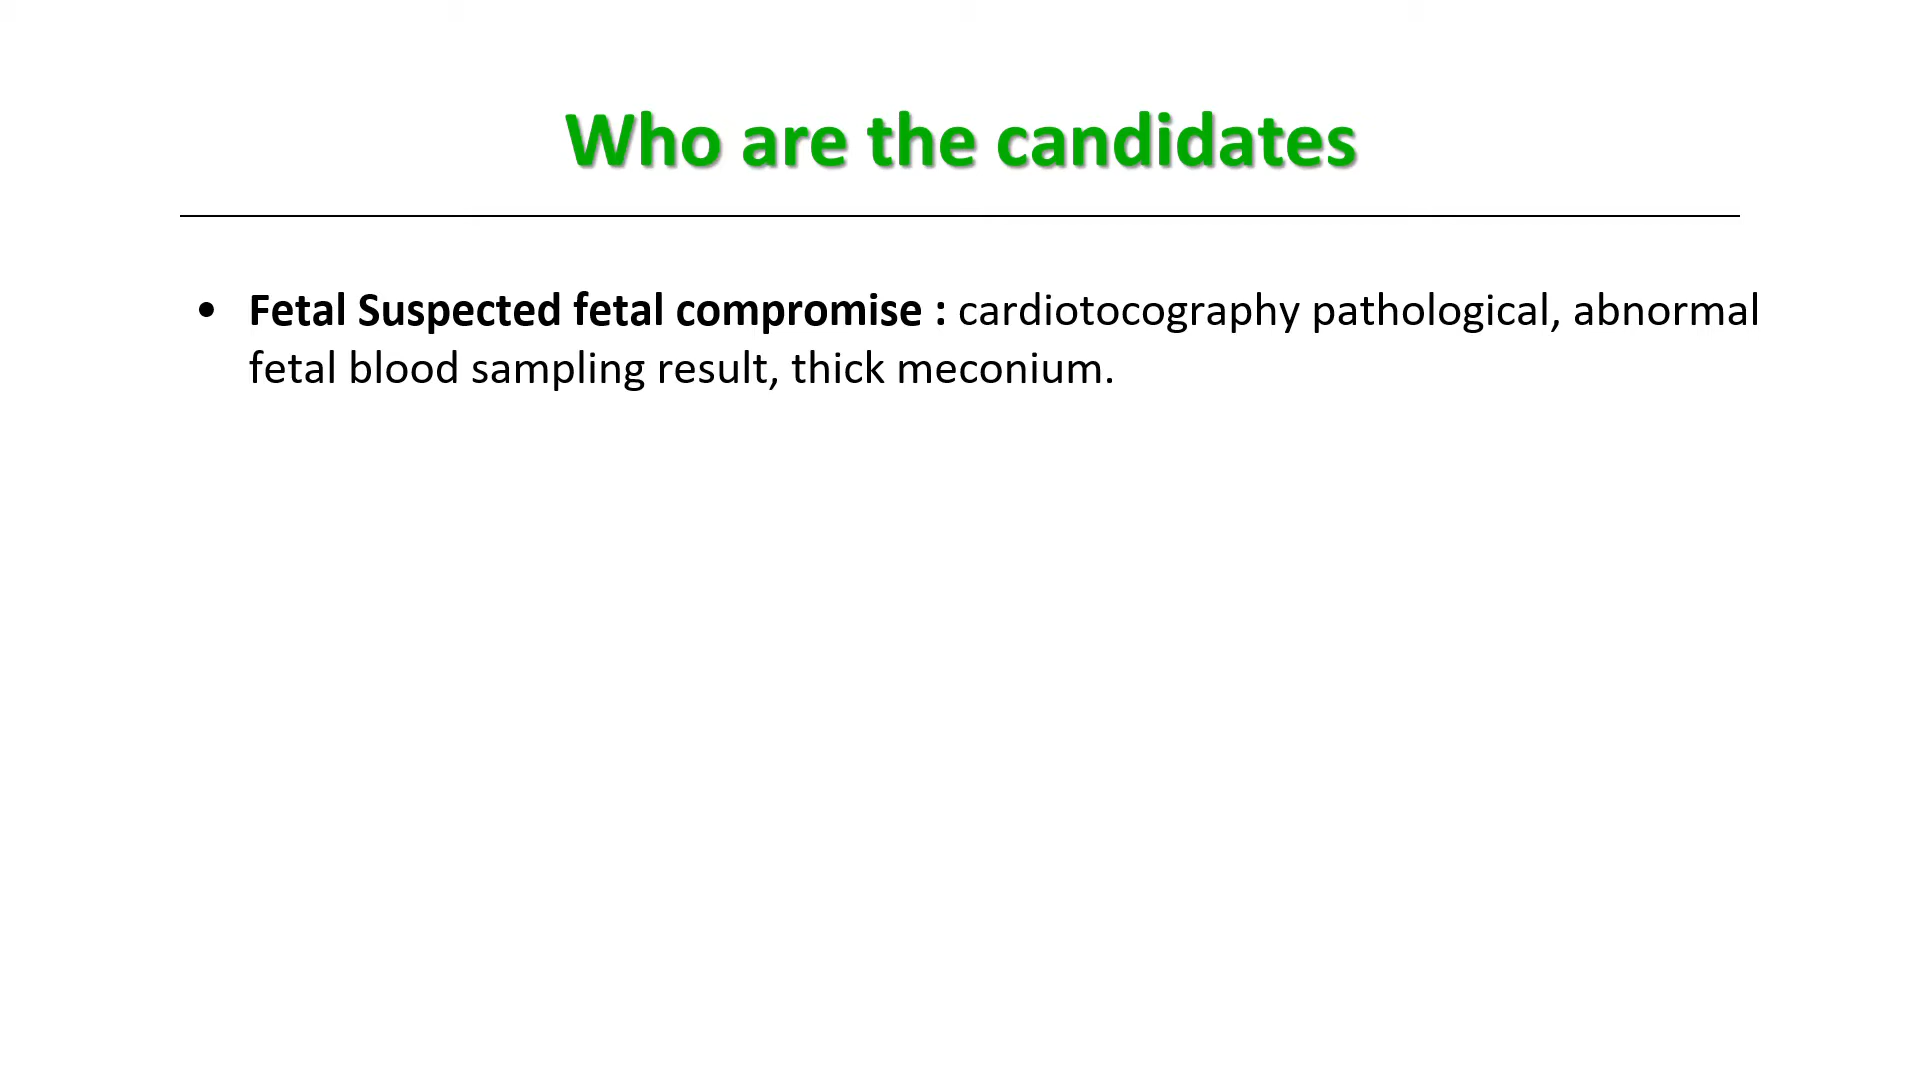 Who are the candidates
• Fetal Suspected fetal compromise : cardiotocography pathological, abnormal
fetal blood sampling result, thick meconium.